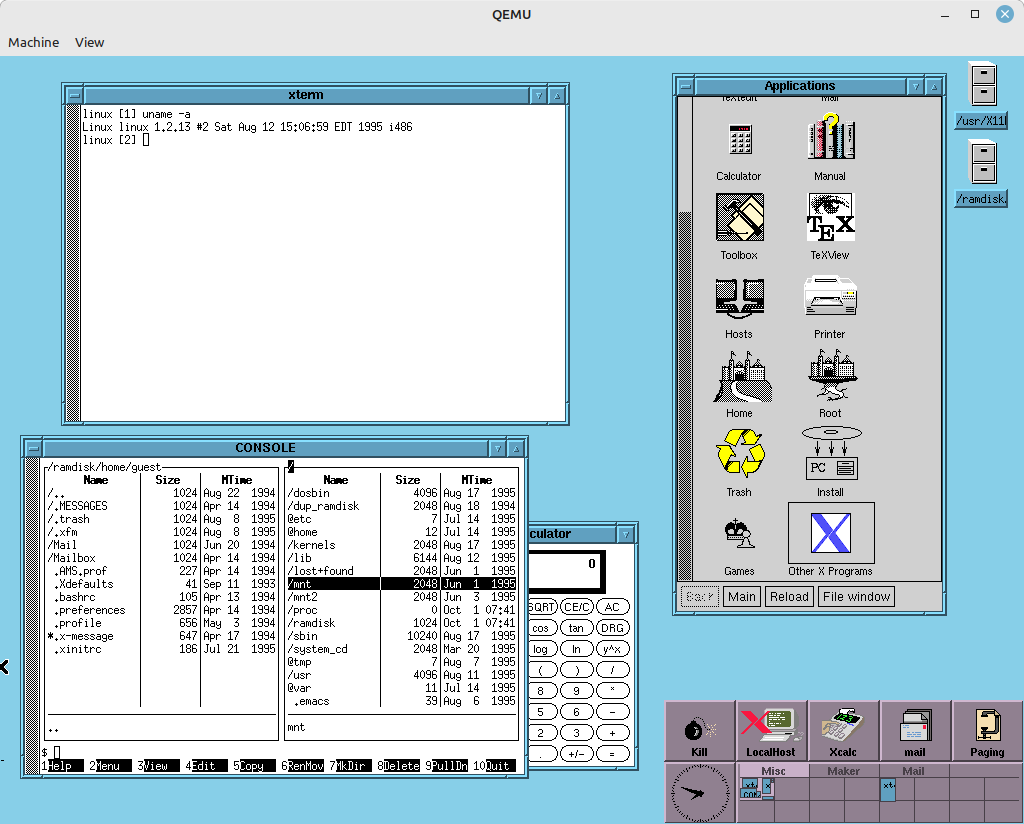 QEMU
Machine View
xterm
linux [1] uname -a
Linux linux 1.2.13 #2 Sat Aug 12 15:06:59 EDT 1995 i486
linux [2]
Applications
Textedit Mail
Calculator Manual
Toolbox TeXView
TEX
Hosts Printer
Home Root
PC
Trash Install
Games Other X Programs
Back Main Reload File window
/usr/X11
/ramdisk.
CONSOLE
/ramdisk/home/guest
Name Size MTime
/.. 1024 Aug 22 1994
/.MESSAGES 1024 Apr 14 1994
/.trash 1024 Aug 8 1995
/.xfm 1024 Aug 8 1995
/Mail 1024 Jun 20 1994
/Mailbox 1024 Apr 14 1994
.AMS.prof 227 Apr 14 1994
.Xdefaults 41 Sep 11 1993
.bashrc 105 Apr 13 1994
.preferences 2857 Apr 14 1994
.profile 656 May 3 1994
*.x-message 647 Apr 17 1994
.xinitrc 186 Jul 21 1995
..
/
Name Size MTime
/dosbin 4096 Aug 17 1995
/dup_ramdisk 2048 Aug 18 1994
@etc 7 Jul 14 1995
@home 12 Jul 14 1995
/kernels 2048 Aug 17 1995
/lib 6144 Aug 12 1995
/lost+found 2048 Jun 1 1995
/mnt 2048 Jun 1 1995
/mnt2 2048 Jun 3 1995
/proc 0 Oct 1 07:41
/ramdisk 1024 Oct 1 07:41
/sbin 10240 Aug 17 1995
/system_cd 2048 Mar 20 1995
@tmp 7 Aug 7 1995
/usr 4096 Aug 11 1995
@var 11 Jul 14 1995
.emacs 39 Aug 6 1995
mnt
$
1Help 2Menu 3View 4Edit 5Copy 6RenMov 7MkDir 8Delete 9PullDn 10Quit
culator
0
SQRT CE/C AC
cos tan DRG
log ln y^x
( ) /
8 9 *
5 6 -
2 3 +
. +/- =
Kill LocalHost Xcalc mail Paging
Misc Maker Mail